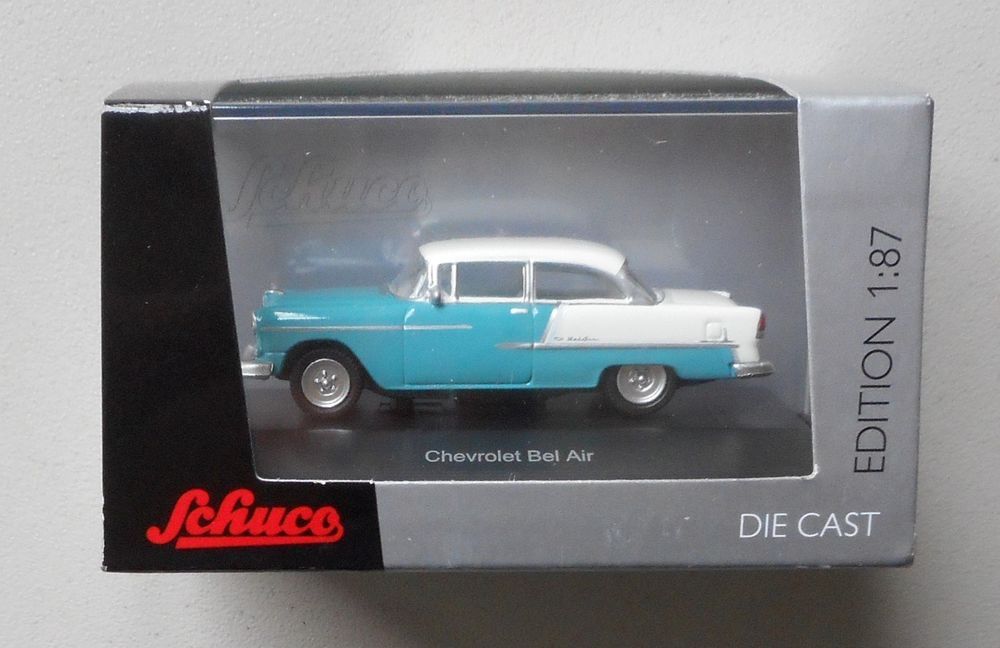 Schuco
Chevrolet Bel Air
EDITION 1:87
Schuco
DIE CAST